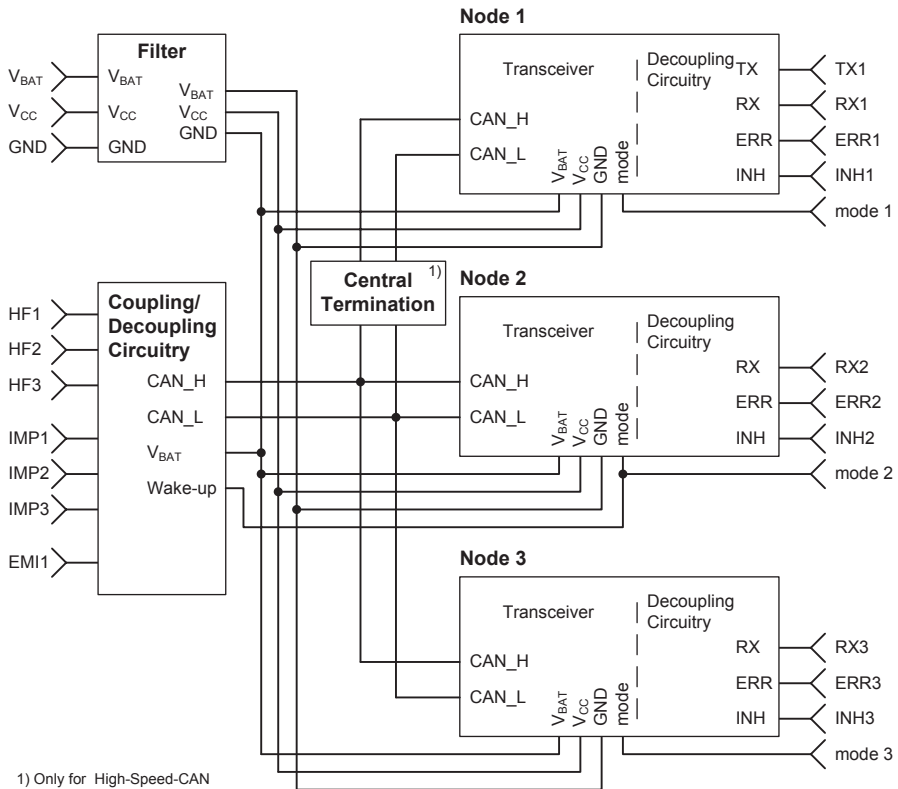 Filter
V_BAT
V_CC
GND
V_BAT
V_CC
GND
V_BAT
V_CC
GND
Node 1
Transceiver
Decoupling
Circuitry
CAN_H
CAN_L
V_BAT
V_CC
GND
mode
TX
RX
ERR
INH
TX1
RX1
ERR1
INH1
mode 1
Central 1)
Termination
Coupling/
Decoupling
Circuitry
HF1
HF2
HF3
IMP1
IMP2
IMP3
EMI1
CAN_H
CAN_L
V_BAT
Wake-up
Node 2
Transceiver
Decoupling
Circuitry
CAN_H
CAN_L
V_BAT
V_CC
GND
mode
RX
ERR
INH
RX2
ERR2
INH2
mode 2
Node 3
Transceiver
Decoupling
Circuitry
CAN_H
CAN_L
V_BAT
V_CC
GND
mode
RX
ERR
INH
RX3
ERR3
INH3
mode 3
1) Only for High-Speed-CAN